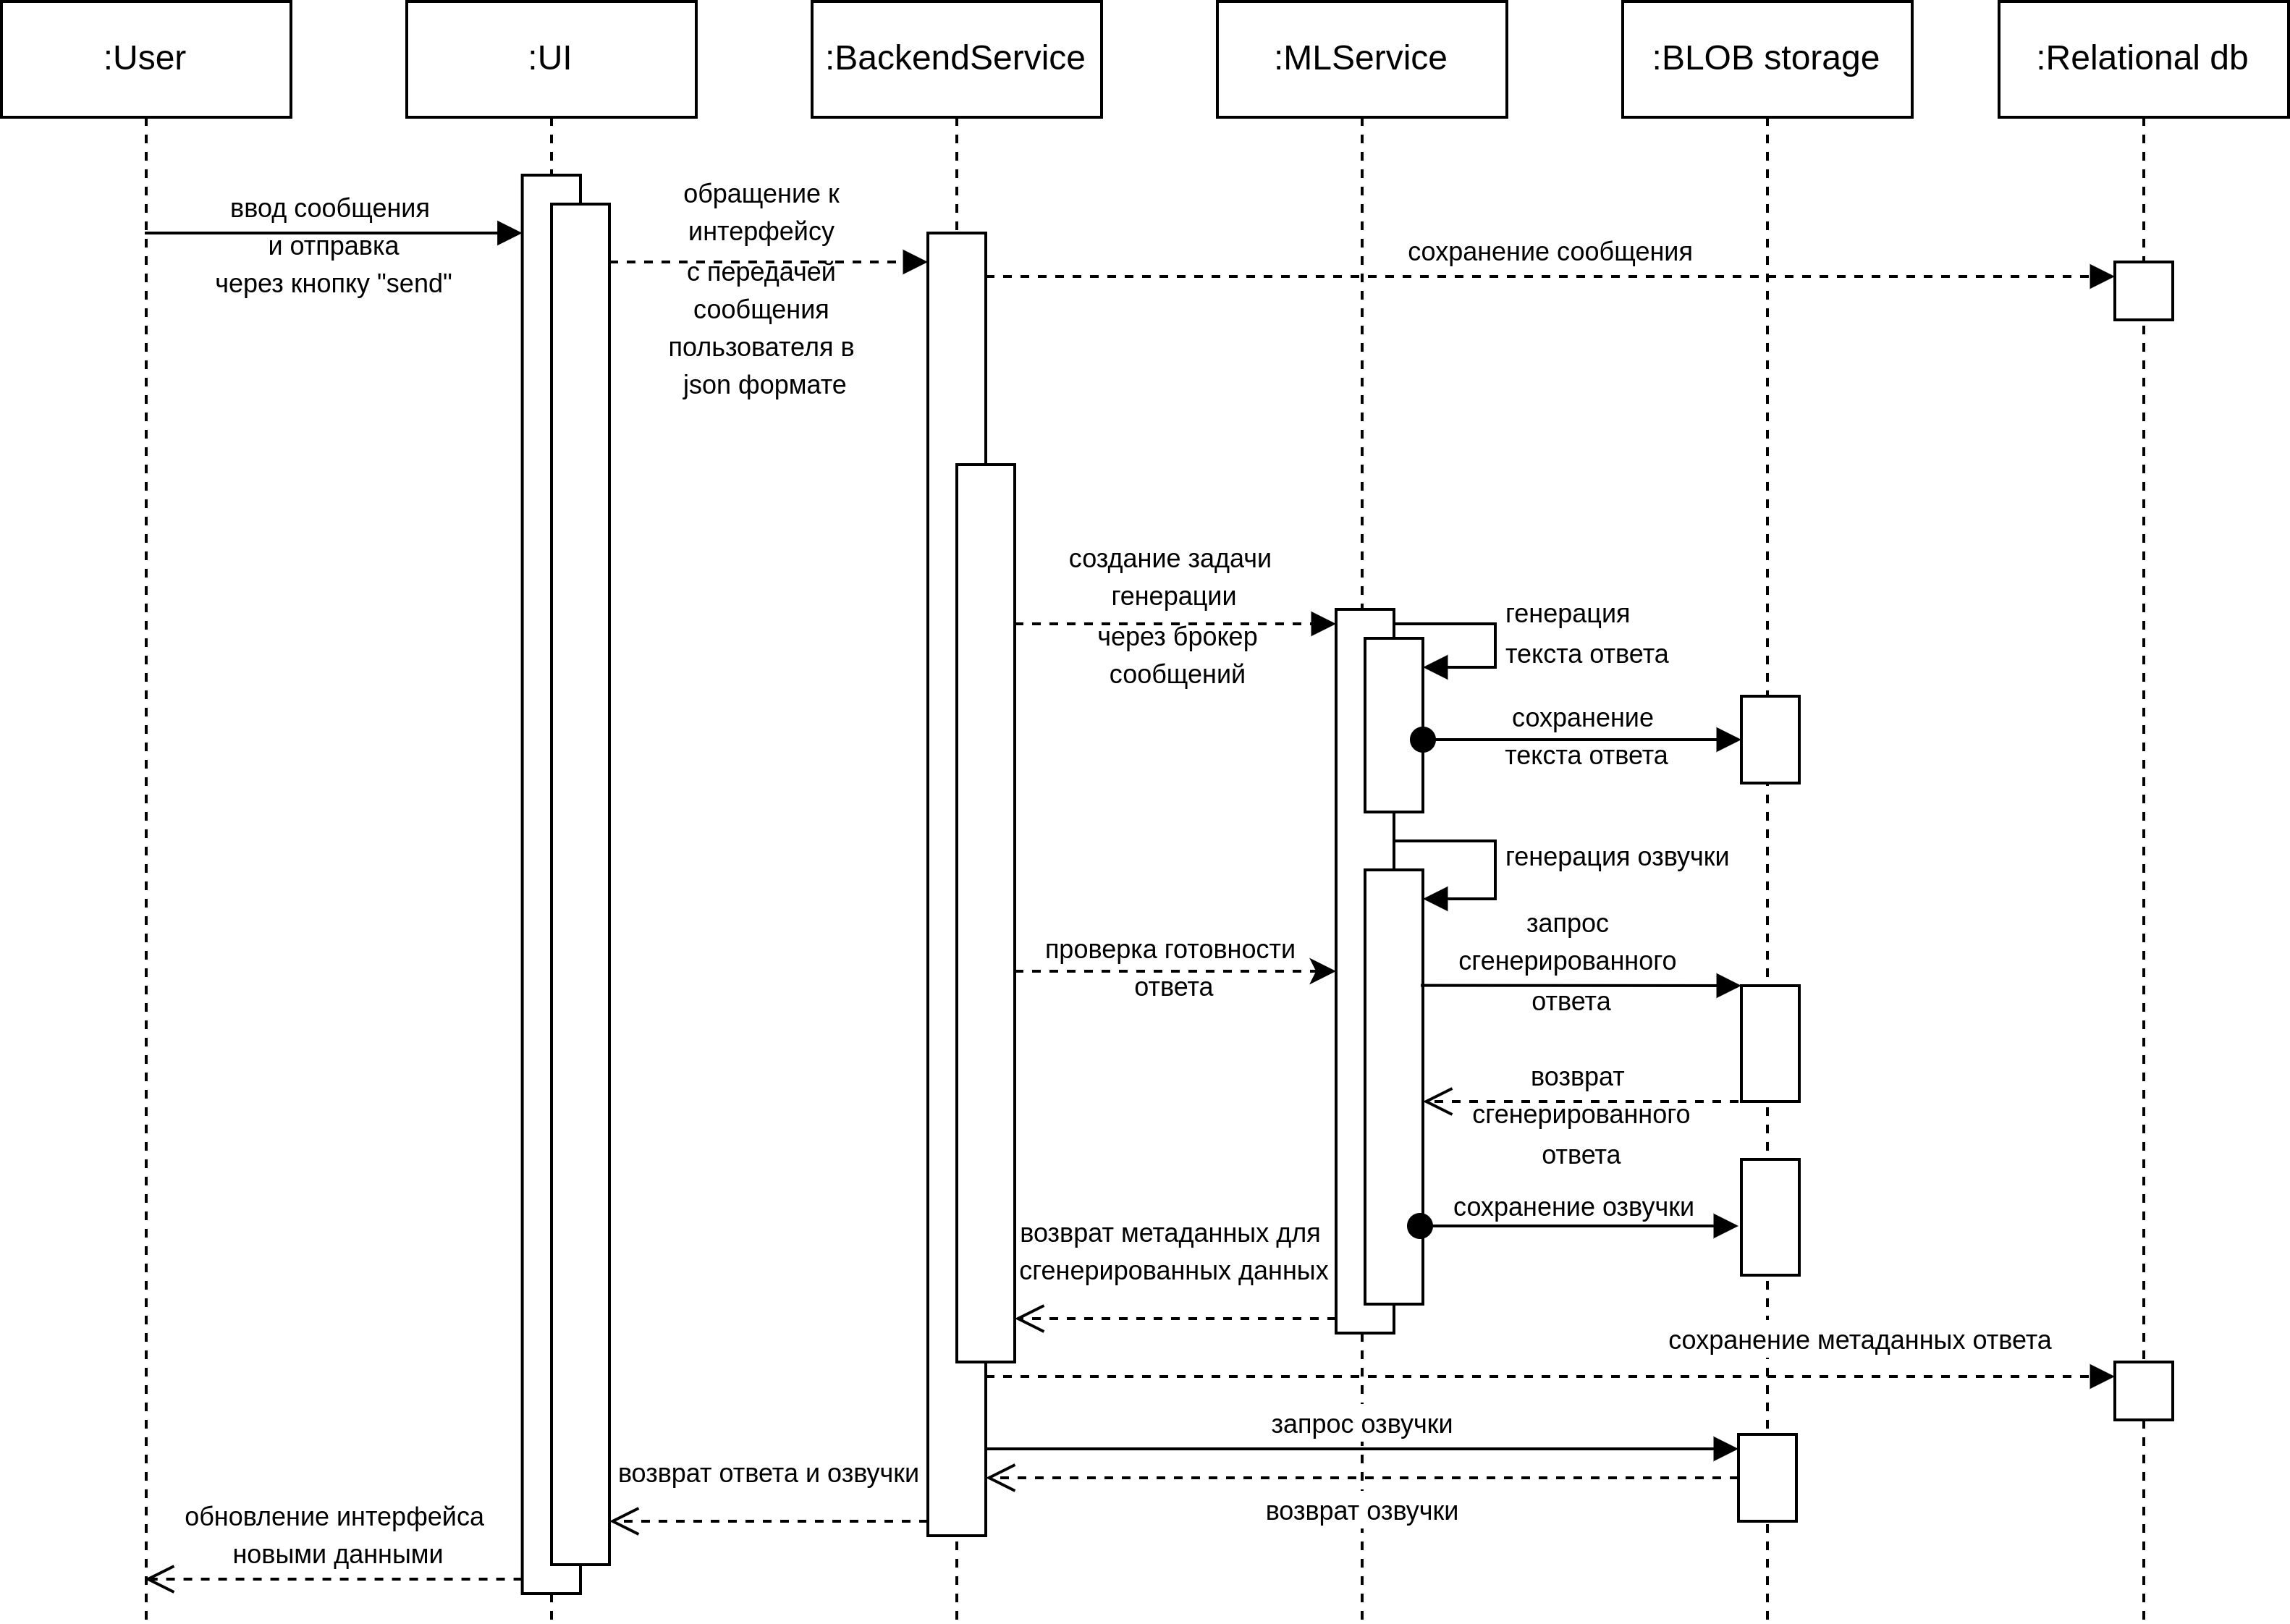 :User
:UI
:BackendService
:MLService
:BLOB storage
:Relational db
ввод сообщения
и отправка
через кнопку "send"
обращение к
интерфейсу
с передачей
сообщения
пользователя в
json формате
сохранение сообщения
создание задачи
генерации
через брокер
сообщений
генерация
текста ответа
сохранение
текста ответа
генерация озвучки
проверка готовности
ответа
запрос
сгенерированного
ответа
возврат
сгенерированного
ответа
сохранение озвучки
возврат метаданных для
сгенерированных данных
сохранение метаданных ответа
запрос озвучки
возврат озвучки
возврат ответа и озвучки
обновление интерфейса
новыми данными